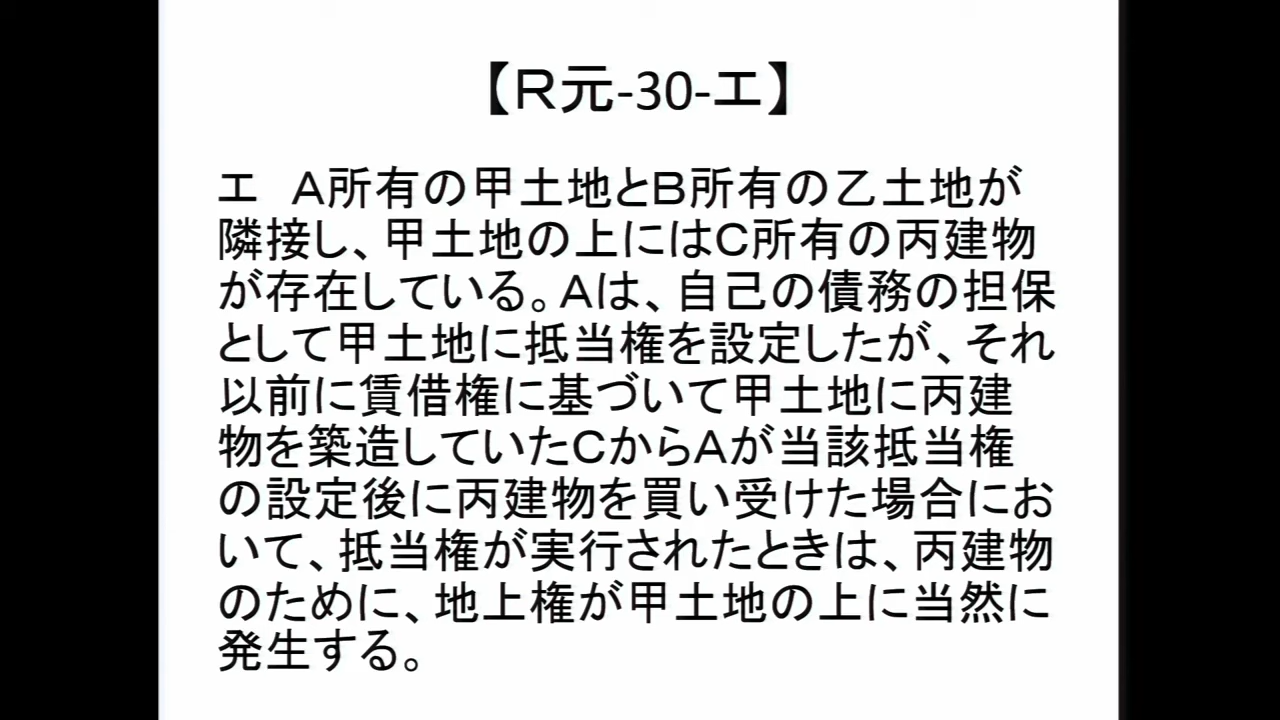 【Ｒ元-30-エ】
エ　Ａ所有の甲土地とＢ所有の乙土地が
隣接し、甲土地の上にはＣ所有の丙建物
が存在している。Ａは、自己の債務の担保
として甲土地に抵当権を設定したが、それ
以前に賃借権に基づいて甲土地に丙建
物を築造していたＣからＡが当該抵当権
の設定後に丙建物を買い受けた場合にお
いて、抵当権が実行されたときは、丙建物
のために、地上権が甲土地の上に当然に
発生する。